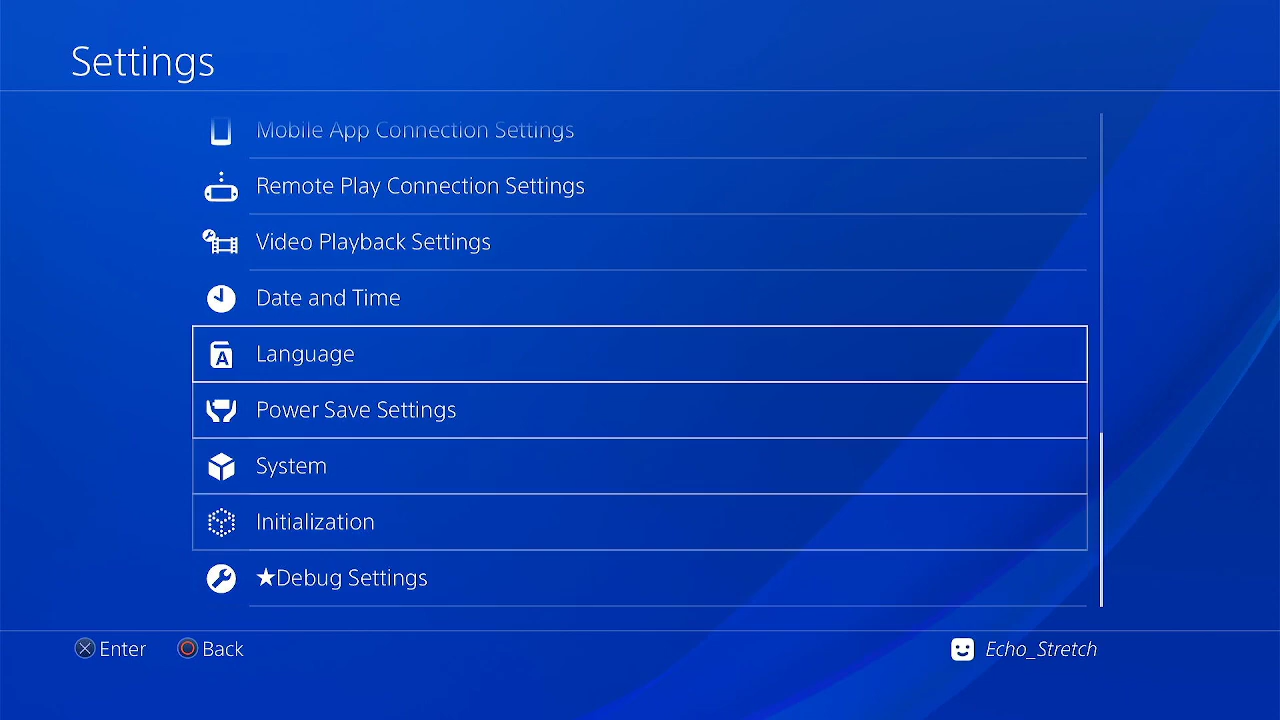 Settings
Mobile App Connection Settings
Remote Play Connection Settings
Video Playback Settings
Date and Time
Language
Power Save Settings
System
Initialization
★Debug Settings
Enter Back Echo_Stretch